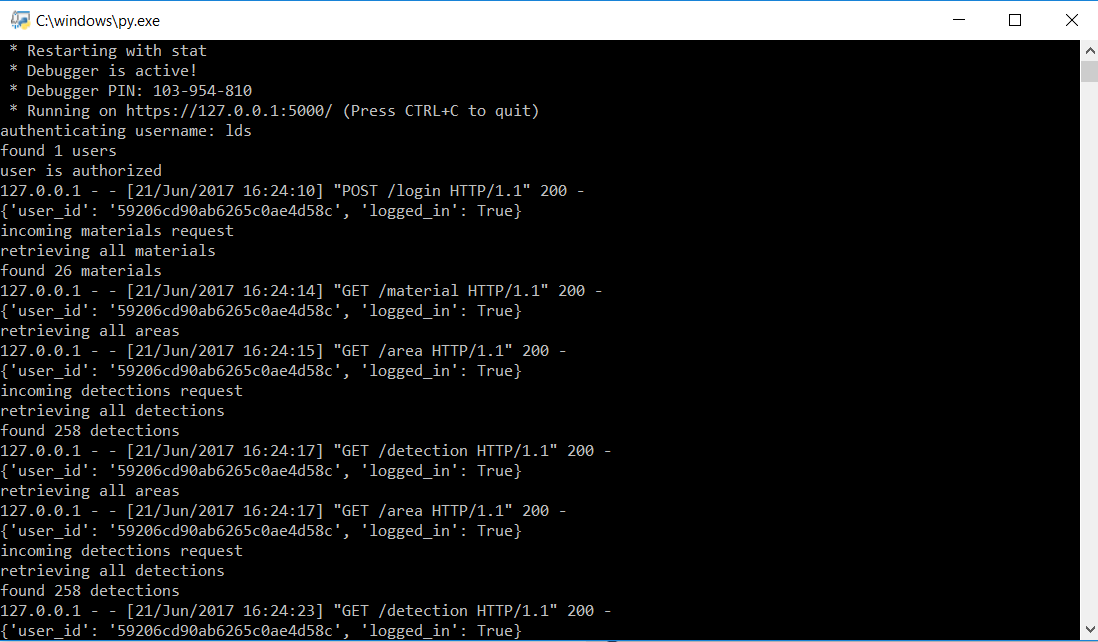 C:\windows\py.exe
* Restarting with stat
* Debugger is active!
* Debugger PIN: 103-954-810
* Running on https://127.0.0.1:5000/ (Press CTRL+C to quit)
authenticating username: lds
found 1 users
user is authorized
127.0.0.1 - - [21/Jun/2017 16:24:10] "POST /login HTTP/1.1" 200 -
{'user_id': '59206cd90ab6265c0ae4d58c', 'logged_in': True}
incoming materials request
retrieving all materials
found 26 materials
127.0.0.1 - - [21/Jun/2017 16:24:14] "GET /material HTTP/1.1" 200 -
{'user_id': '59206cd90ab6265c0ae4d58c', 'logged_in': True}
retrieving all areas
127.0.0.1 - - [21/Jun/2017 16:24:15] "GET /area HTTP/1.1" 200 -
{'user_id': '59206cd90ab6265c0ae4d58c', 'logged_in': True}
incoming detections request
retrieving all detections
found 258 detections
127.0.0.1 - - [21/Jun/2017 16:24:17] "GET /detection HTTP/1.1" 200 -
{'user_id': '59206cd90ab6265c0ae4d58c', 'logged_in': True}
retrieving all areas
127.0.0.1 - - [21/Jun/2017 16:24:17] "GET /area HTTP/1.1" 200 -
{'user_id': '59206cd90ab6265c0ae4d58c', 'logged_in': True}
incoming detections request
retrieving all detections
found 258 detections
127.0.0.1 - - [21/Jun/2017 16:24:23] "GET /detection HTTP/1.1" 200 -
{'user_id': '59206cd90ab6265c0ae4d58c', 'logged_in': True}